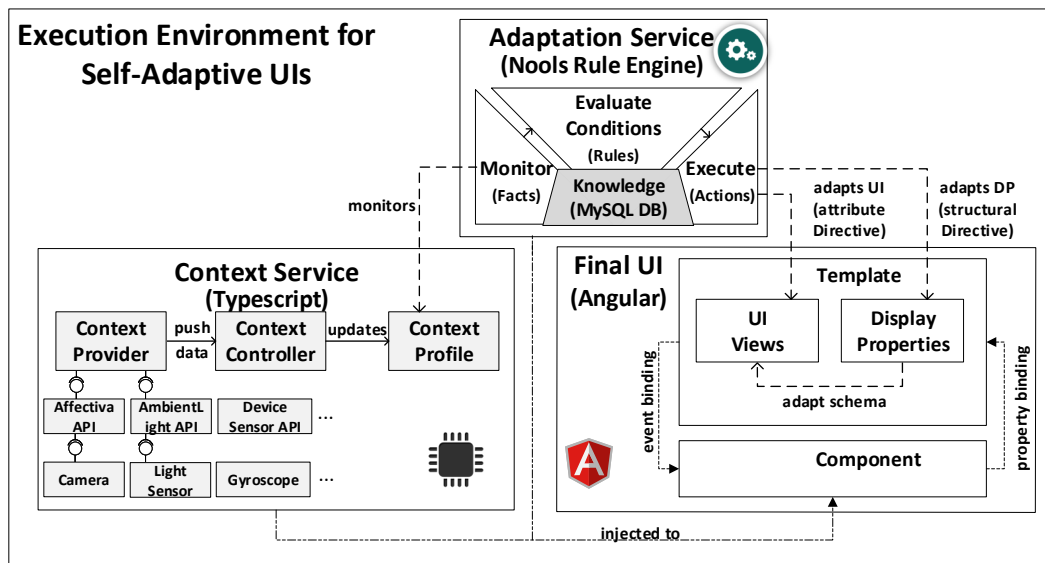 Execution Environment for
Self-Adaptive UIs
Adaptation Service
(Nools Rule Engine)
Evaluate
Conditions
(Rules)
Monitor
(Facts)
Execute
(Actions)
Knowledge
(MySQL DB)
monitors
adapts UI
(attribute
Directive)
adapts DP
(structural
Directive)
Context Service
(Typescript)
Context
Provider
push
data
Context
Controller
updates
Context
Profile
Affectiva
API
AmbientL
ight API
Device
Sensor API
...
Camera
Light
Sensor
Gyroscope
...
Final UI
(Angular)
Template
UI
Views
Display
Properties
adapt schema
event binding
property binding
Component
A
injected to